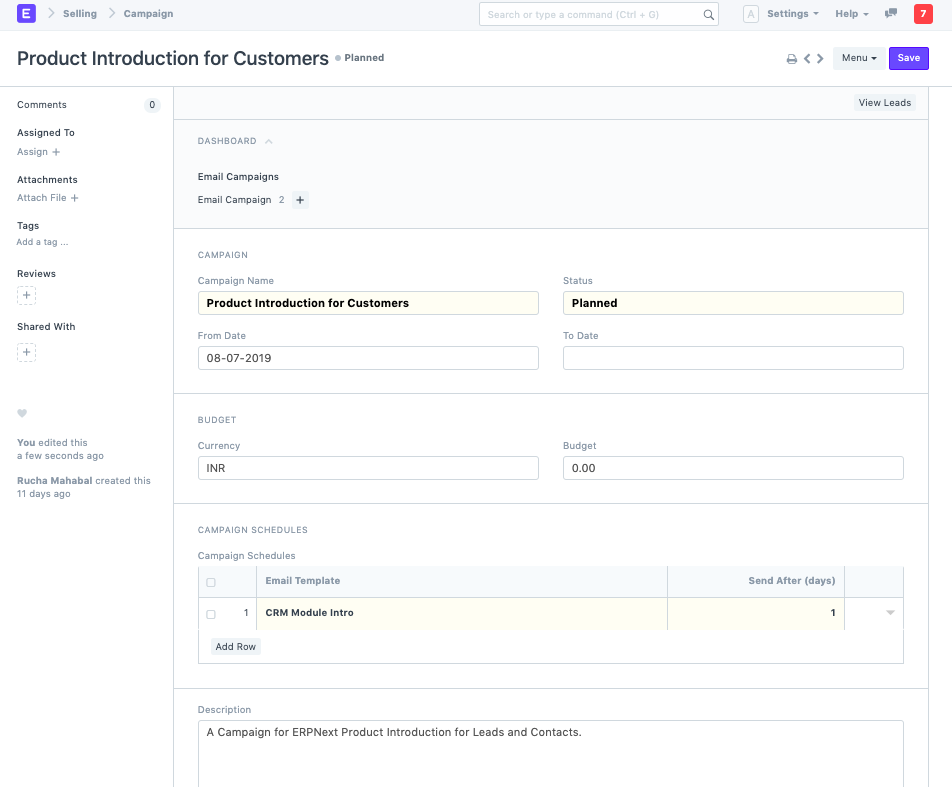 E Selling Campaign Search or type a command (Ctrl + G) A Settings Help 7
Product Introduction for Customers Planned Menu Save
Comments 0
Assigned To
Assign +
Attachments
Attach File +
Tags
Add a tag ...
Reviews
+
Shared With
+
You edited this
a few seconds ago
Rucha Mahabal created this
11 days ago
View Leads
DASHBOARD
Email Campaigns
Email Campaign 2 +
CAMPAIGN
Campaign Name Status
Product Introduction for Customers Planned
From Date To Date
08-07-2019
BUDGET
Currency Budget
INR 0.00
CAMPAIGN SCHEDULES
Campaign Schedules
Email Template Send After (days)
1 CRM Module Intro 1
Add Row
Description
A Campaign for ERPNext Product Introduction for Leads and Contacts.